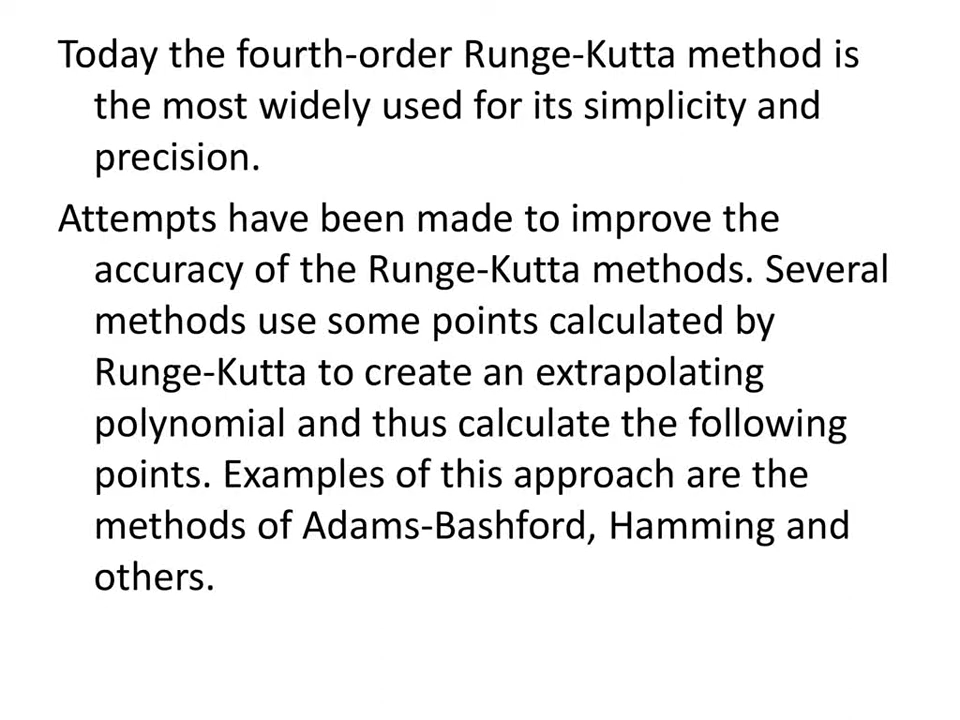 Today the fourth-order Runge-Kutta method is
the most widely used for its simplicity and
precision.
Attempts have been made to improve the
accuracy of the Runge-Kutta methods. Several
methods use some points calculated by
Runge-Kutta to create an extrapolating
polynomial and thus calculate the following
points. Examples of this approach are the
methods of Adams-Bashford, Hamming and
others.